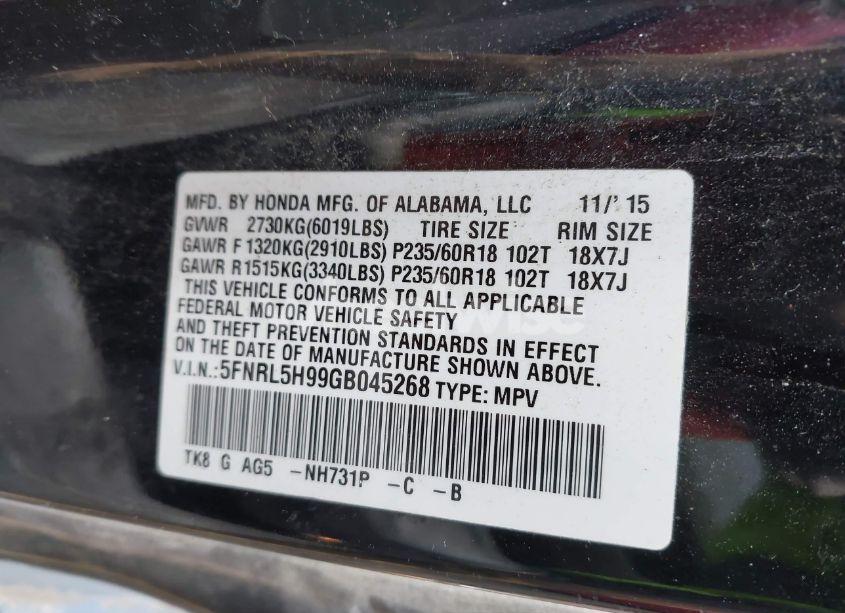 MFD. BY HONDA MFG. OF ALABAMA, LLC 11/' 15
GVWR 2730KG(6019LBS) TIRE SIZE RIM SIZE
GAWR F 1320KG(2910LBS) P235/60R18 102T 18X7J
GAWR R1515KG(3340LBS) P235/60R18 102T 18X7J
THIS VEHICLE CONFORMS TO ALL APPLICABLE
FEDERAL MOTOR VEHICLE SAFETY
AND THEFT PREVENTION STANDARDS IN EFFECT
ON THE DATE OF MANUFACTURE SHOWN ABOVE.
V.I.N.:5FNRL5H99GB045268 TYPE: MPV
TK8 G AG5 -NH731P -C -B